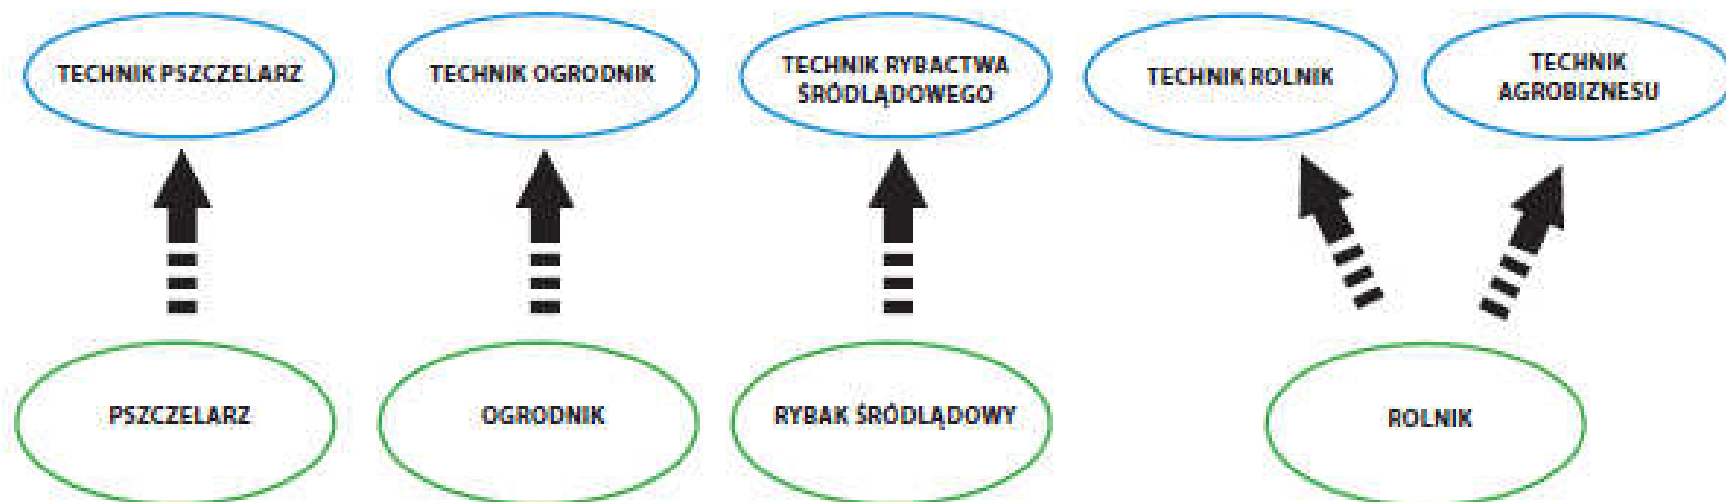 TECHNIK PSZCZELARZ
TECHNIK OGRODNIK
TECHNIK RYBACTWA
ŚRÓDLĄDOWEGO
TECHNIK ROLNIK
TECHNIK
AGROBIZNESU
PSZCZELARZ
OGRODNIK
RYBAK ŚRÓDLĄDOWY
ROLNIK